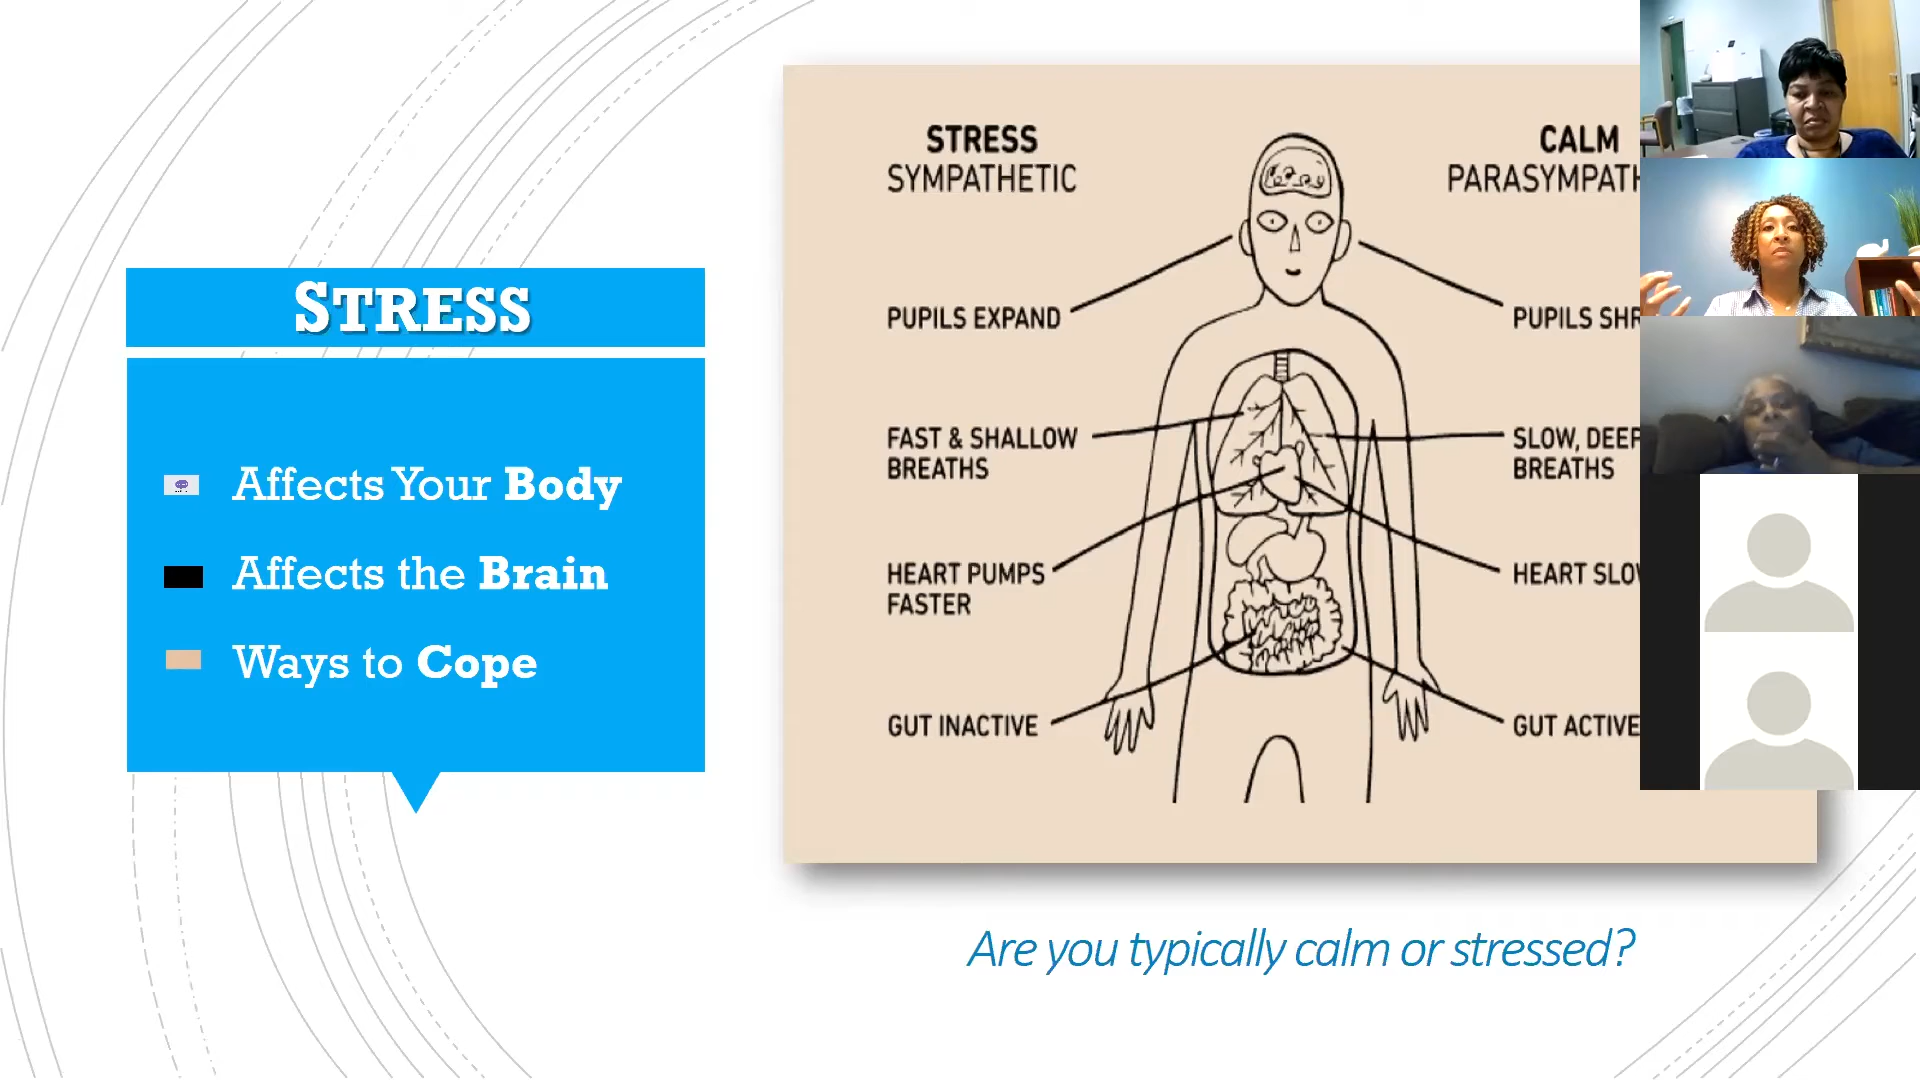 STRESS
Affects Your Body
Affects the Brain
Ways to Cope
STRESS
SYMPATHETIC
CALM
PARASYMPATH
PUPILS EXPAND
PUPILS SHR
FAST & SHALLOW
BREATHS
SLOW, DEEP
BREATHS
HEART PUMPS
FASTER
HEART SLO
GUT INACTIVE
GUT ACTIVE
Are you typically calm or stressed?